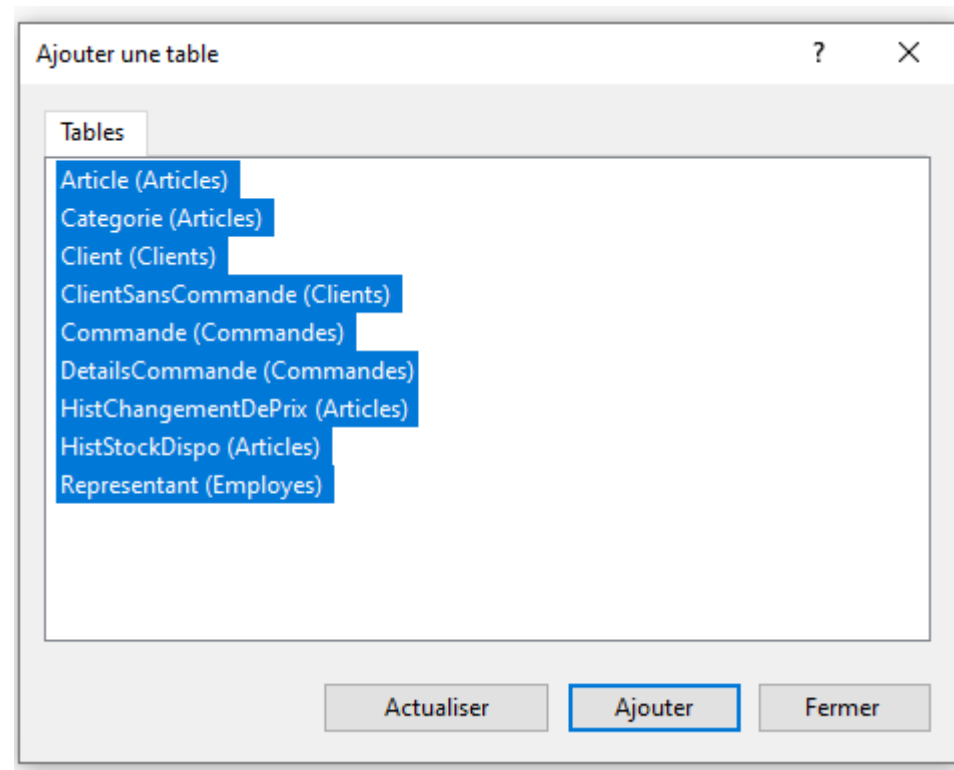 Ajouter une table
?
Tables
Article (Articles)
Categorie (Articles)
Client (Clients)
ClientSansCommande (Clients)
Commande (Commandes)
DetailsCommande (Commandes)
HistChangementDePrix (Articles)
HistStockDispo (Articles)
Representant (Employes)
Actualiser Ajouter Fermer